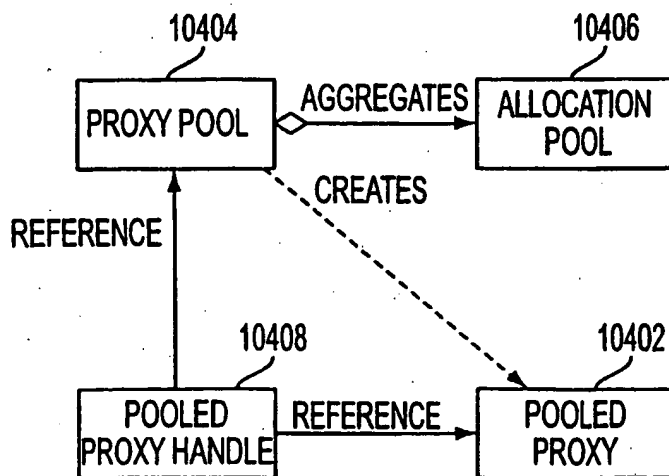 10404
10406
PROXY POOL
AGGREGATES
ALLOCATION
POOL
CREATES
REFERENCE
10408
10402
POOLED
PROXY HANDLE
REFERENCE
POOLED
PROXY